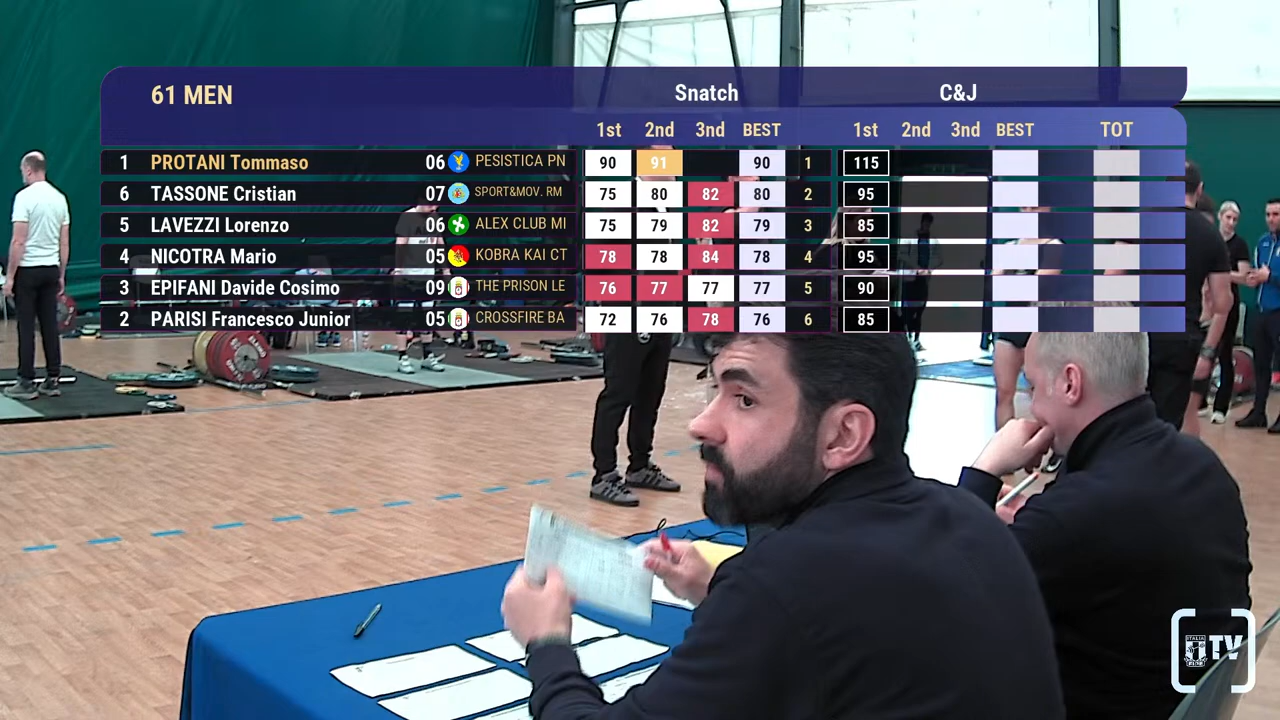 61 MEN Snatch C&J
1st 2nd 3rd BEST 1st 2nd 3rd BEST TOT
1 PROTANI Tommaso 06 PESISTICA PN 90 91 90 1 115
6 TASSONE Cristian 07 SPORT&MOV. RM 75 80 82 80 2 95
5 LAVEZZI Lorenzo 06 ALEX CLUB MI 75 79 82 79 3 85
4 NICOTRA Mario 05 KOBRA KAI CT 78 78 84 78 4 95
3 EPIFANI Davide Cosimo 09 THE PRISON LE 76 77 77 77 5 90
2 PARISI Francesco Junior 05 CROSSFIRE BA 72 76 78 76 6 85
ITALIA
TV